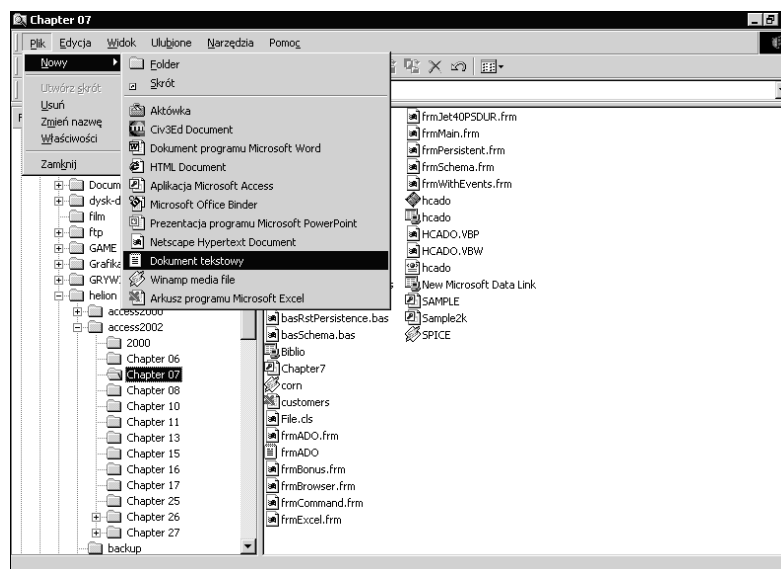 Chapter 07
Plik Edycja Widok Ulubione Narzędzia Pomoc
Nowy
Utwórz skrót
Usuń
Zmień nazwę
Właściwości
Zamknij
Folder
Skrót
Aktówka
Civ3Ed Document
Dokument programu Microsoft Word
HTML Document
Aplikacja Microsoft Access
Microsoft Office Binder
Prezentacja programu Microsoft PowerPoint
Netscape Hypertext Document
Dokument tekstowy
Winamp media file
Arkusz programu Microsoft Excel
Docum
dysk-d
film
ftp
GAME
Grafika
GRYWI
helion
access2000
access2002
2000
Chapter 06
Chapter 07
Chapter 08
Chapter 10
Chapter 11
Chapter 13
Chapter 15
Chapter 16
Chapter 17
Chapter 25
Chapter 26
Chapter 27
backup
basRstPersistence.bas
basSchema.bas
Biblio
Chapter7
corn
customers
File.cls
frmADO.frm
frmADO
frmBonus.frm
frmBrowser.frm
frmCommand.frm
frmExcel.frm
frmJet40PSDUR.frm
frmMain.frm
frmPersistent.frm
frmSchema.frm
frmWithEvents.frm
hcado
hcado
HCADO.VBP
HCADO.VBW
hcado
New Microsoft Data Link
SAMPLE
Sample2k
SPICE